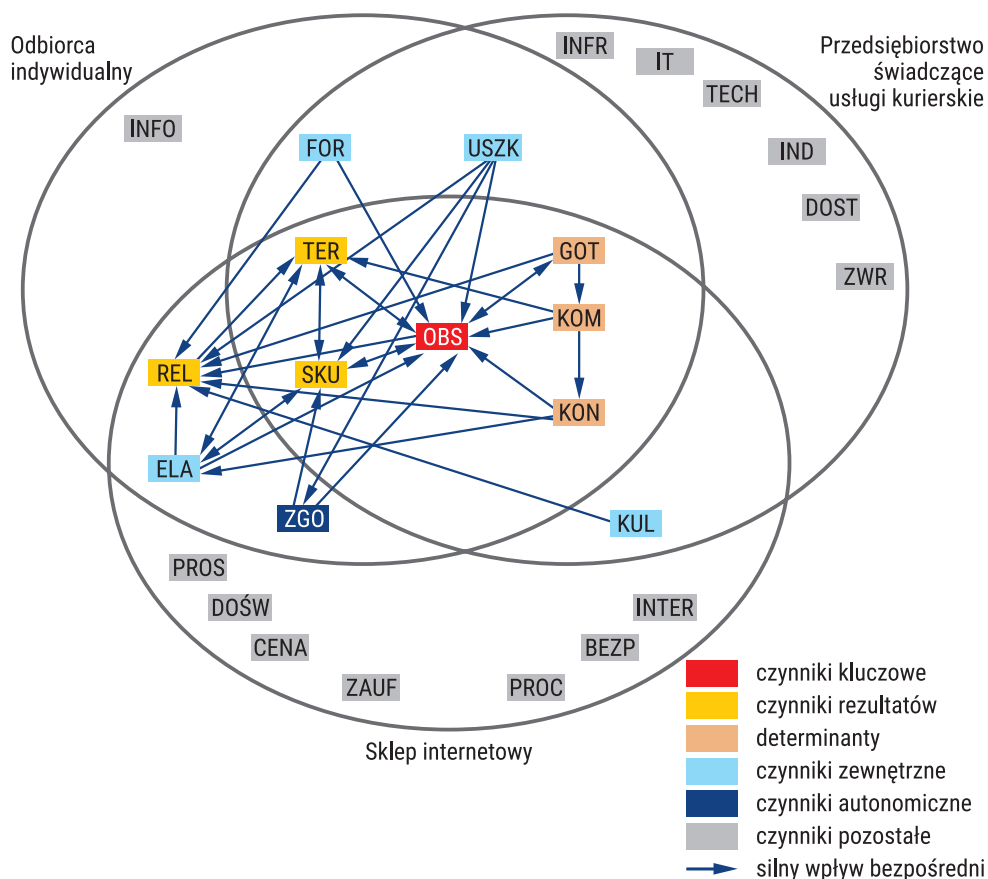 Odbiorca
indywidualny
Przedsiębiorstwo
świadczące
usługi kurierskie
INFR
IT
TECH
INFO
FOR
USZK
IND
DOST
TER
GOT
ZWR
KOM
OBS
REL
SKU
KON
ELA
ZGO
KUL
PROS
DOŚW
INTER
CENA
BEZP
ZAUF
PROC
Sklep internetowy
czynniki kluczowe
czynniki rezultatów
determinanty
czynniki zewnętrzne
czynniki autonomiczne
czynniki pozostałe
silny wpływ bezpośredni